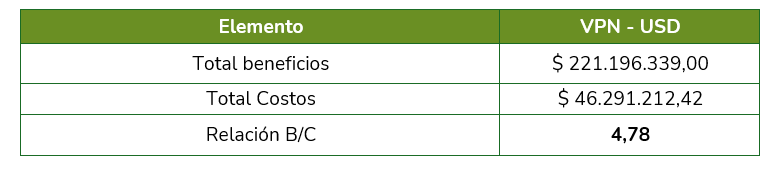 Elemento VPN - USD
Total beneficios $ 221.196.339,00
Total Costos $ 46.291.212,42
Relación B/C 4,78